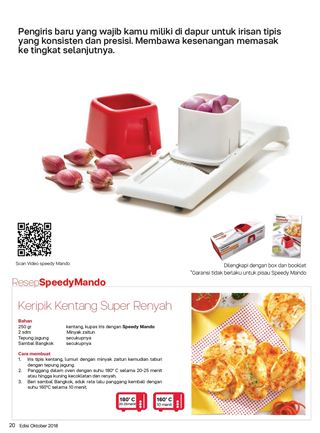 Pengiris baru yang wajib kamu miliki di dapur untuk irisan tipis
yang konsisten dan presisi. Membawa kesenangan memasak
ke tingkat selanjutnya.
Scan Video speedy Mando
Dilengkapi dengan box dan booklet
*Garansi tidak berlaku untuk pisau Speedy Mando
ResepSpeedyMando
Keripik Kentang Super Renyah
Bahan
250 gr kentang, kupas iris dengan Speedy Mando
2 sdm Minyak zaitun
Tepung jagung secukupnya
Sambal Bangkok secukupnya
Cara membuat
1. Iris tipis kentang, lumuri dengan minyak zaitun kemudian taburi
dengan tepung jagung.
2. Panggang dalam oven dengan suhu 180° C selama 20-25 menit
atau hingga kuning kecoklatan dan renyah.
3. Beri sambal Bangkok, aduk rata lalu panggang kembali dengan
suhu 160°C selama 10 menit.
180° C
160° C
10 menit
20 Edisi Oktober 2018